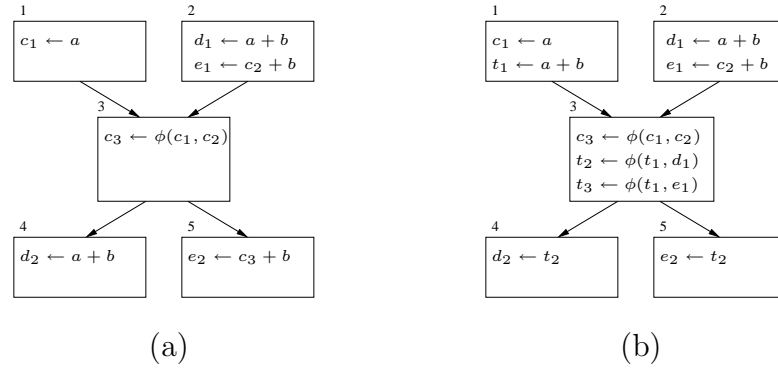 1
c₁ ← a
2
d₁ ← a + b
e₁ ← c₂ + b
3
c₃ ← ϕ(c₁, c₂)
4
d₂ ← a + b
5
e₂ ← c₃ + b
(a)
1
c₁ ← a
t₁ ← a + b
2
d₁ ← a + b
e₁ ← c₂ + b
3
c₃ ← ϕ(c₁, c₂)
t₂ ← ϕ(t₁, d₁)
t₃ ← ϕ(t₁, e₁)
4
d₂ ← t₂
5
e₂ ← t₂
(b)